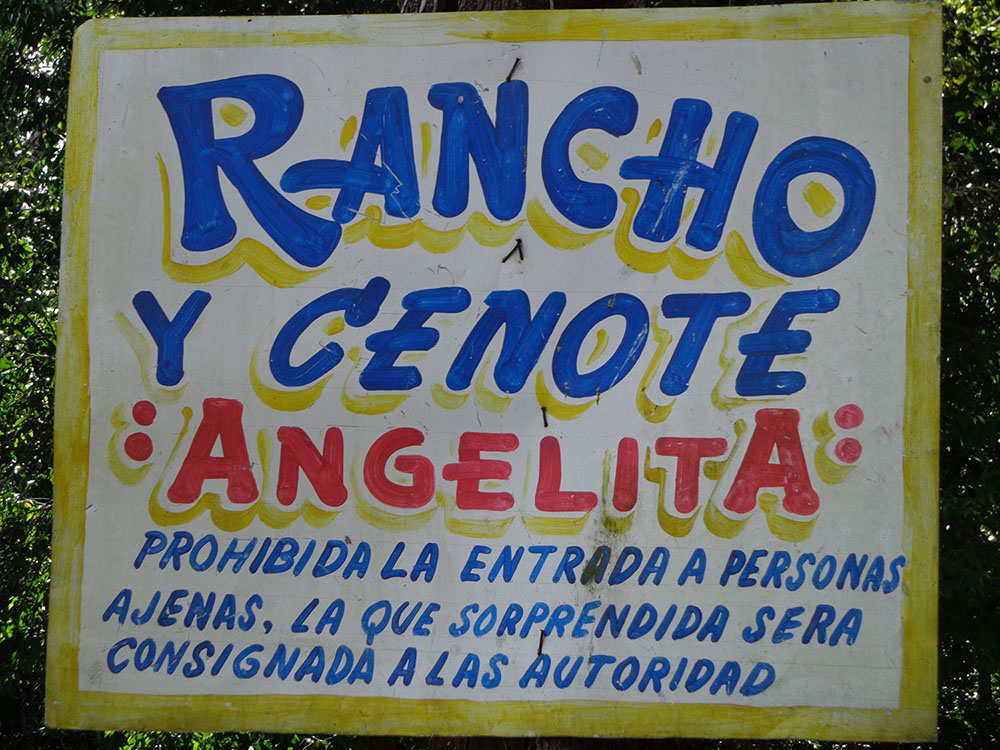 RANCHO
Y CENOTE
:ANGELITA:
PROHIBIDA LA ENTRADA A PERSONAS
AJENAS, LA QUE SORPRENDIDA SERA
CONSIGNADA A LAS AUTORIDAD